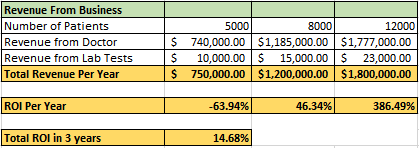 Revenue From Business
Number of Patients 5000 8000 12000
Revenue from Doctor $ 740,000.00 $1,185,000.00 $1,777,000.00
Revenue from Lab Tests $ 10,000.00 $ 15,000.00 $ 23,000.00
Total Revenue Per Year $ 750,000.00 $1,200,000.00 $1,800,000.00
ROI Per Year -63.94% 46.34% 386.49%
Total ROI in 3 years 14.68%